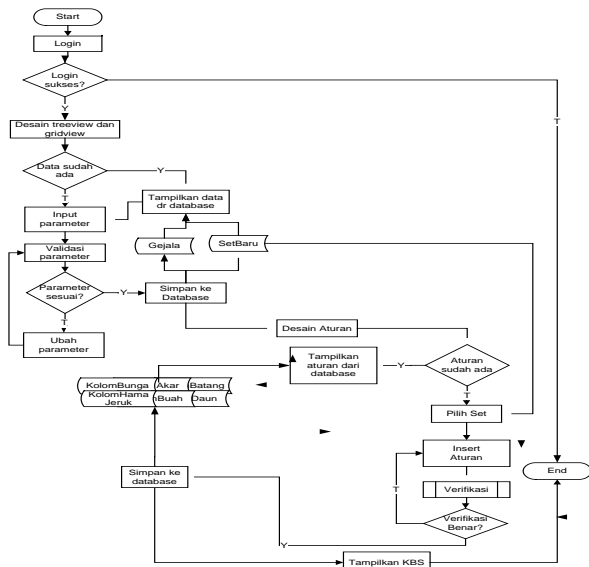 Start
Login
Login
sukses?
Y
T
Desain treeview dan
gridview
Data sudah
ada
Y
T
Tampilkan data
dr database
Input
parameter
Gejala
SetBaru
Validasi
parameter
Parameter
sesuai?
Y
Simpan ke
Database
T
Ubah
parameter
Desain Aturan
Tampilkan
aturan dari
database
Y
Aturan
sudah ada
T
KolomBunga
Akar
Batang
KolomHama
Jeruk
nBuah
Daun
Pilih Set
Insert
Aturan
T
Simpan ke
database
Verifikasi
End
Verifikasi
Benar?
Y
Tampilkan KBS